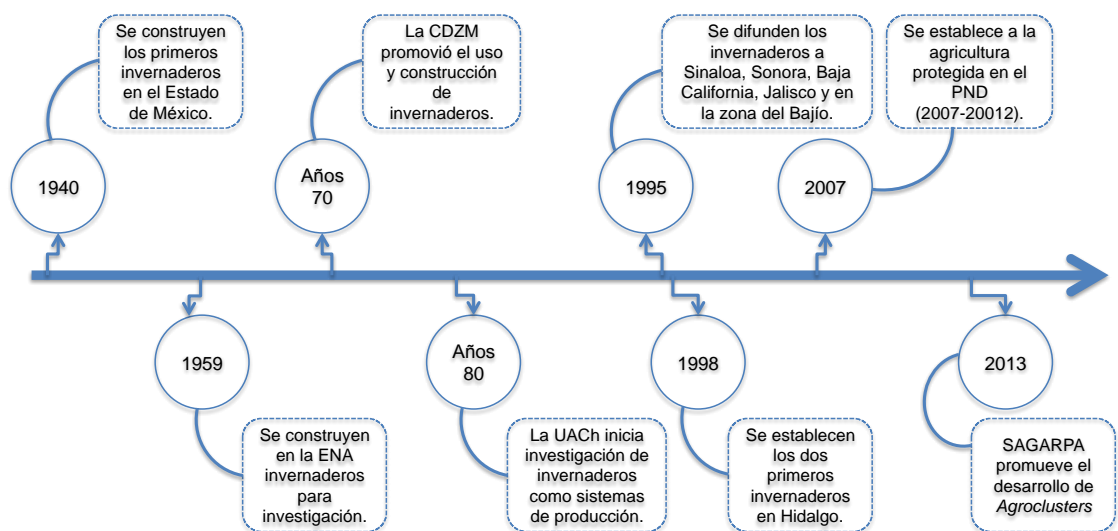 Se construyen
los primeros
invernaderos
en el Estado
de México.
1940
La CDZM
promovió el uso
y construcción
de
invernaderos.
Años
70
Se difunden los
invernaderos a
Sinaloa, Sonora, Baja
California, Jalisco y en
la zona del Bajío.
1995
Se establece a la
agricultura
protegida en el
PND
(2007-20012).
2007
1959
Se construyen
en la ENA
invernaderos
para
investigación.
Años
80
La UACh inicia
investigación de
invernaderos
como sistemas
de producción.
1998
Se establecen
los dos
primeros
invernaderos
en Hidalgo.
2013
SAGARPA
promueve el
desarrollo de
Agroclusters